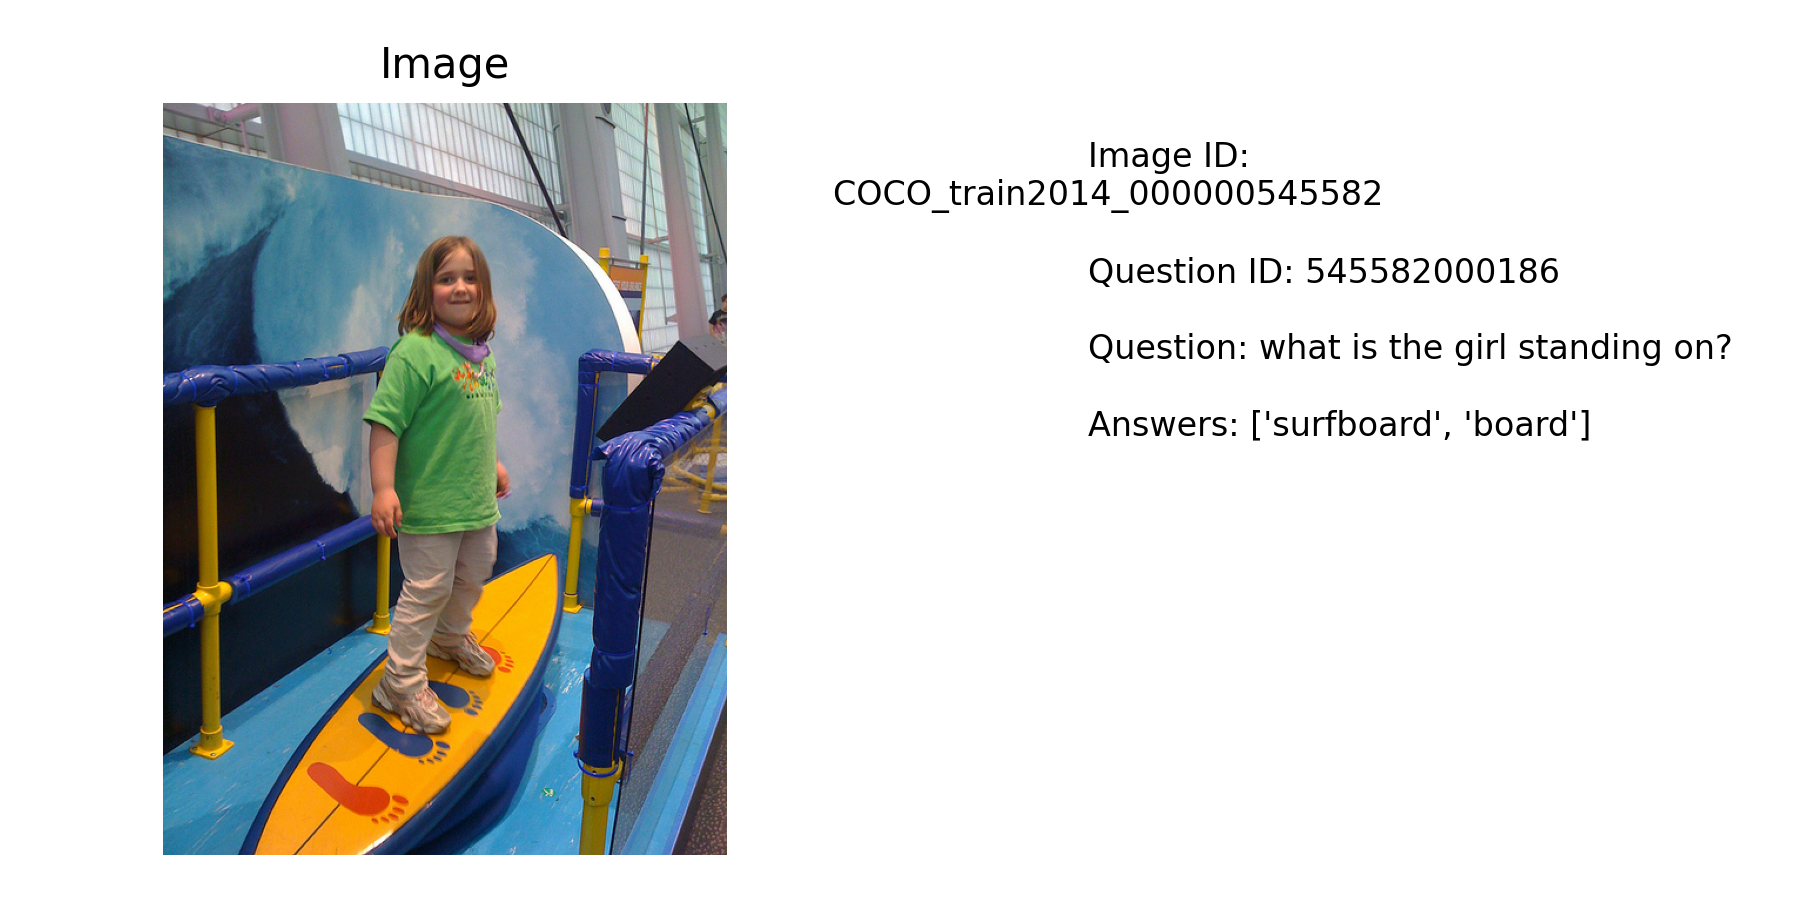 Image
Image ID:
COCO_train2014_000000545582
Question ID: 545582000186
Question: what is the girl standing on?
Answers: ['surfboard', 'board']